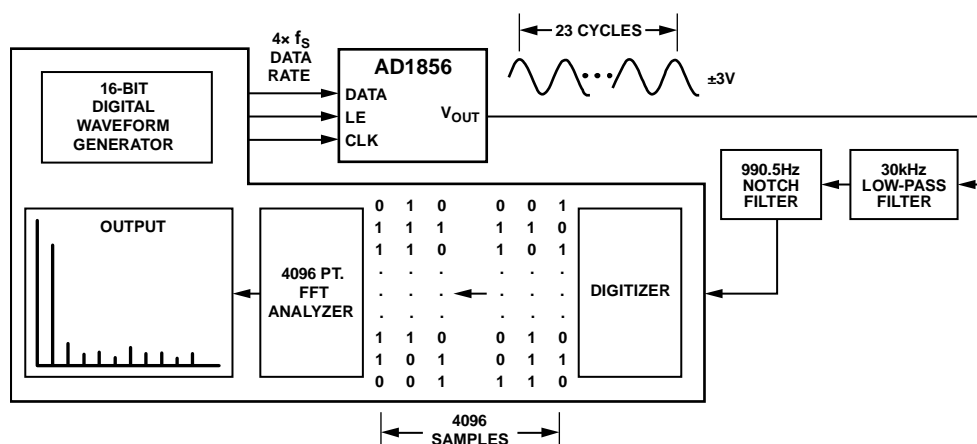 4× fS
DATA
RATE
16-BIT
DIGITAL
WAVEFORM
GENERATOR
AD1856
DATA
LE
CLK
VOUT
23 CYCLES
±3V
990.5Hz
NOTCH
FILTER
30kHz
LOW-PASS
FILTER
OUTPUT
4096 PT.
FFT
ANALYZER
0 1 0 0 0 1
1 1 1 1 1 0
1 1 0 1 0 1
. . . . . .
. . . . . .
. . . . . .
1 1 0 0 1 0
1 0 1 0 1 1
0 0 1 1 1 0
DIGITIZER
4096
SAMPLES